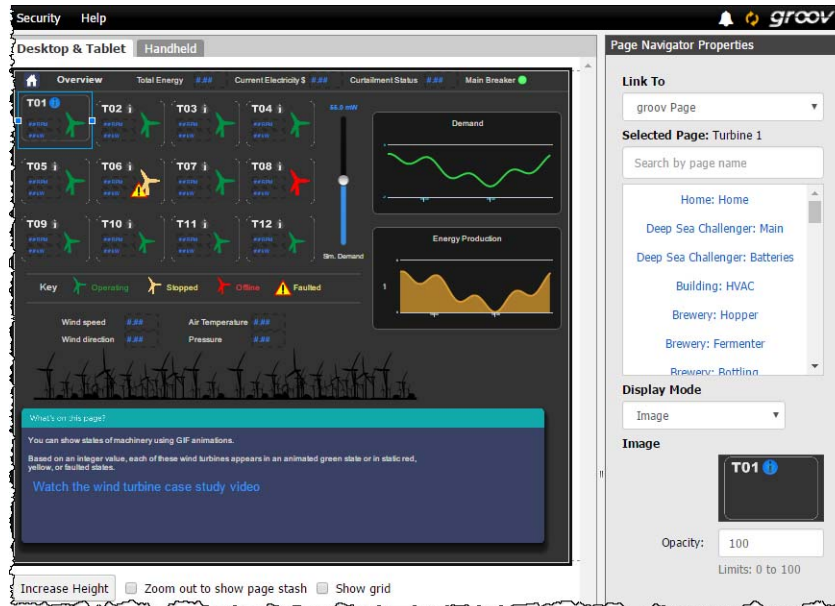 Security Help
groov
Desktop & Tablet Handheld
Page Navigator Properties
Overview Total Energy #.## Current Electricity $ #.## Curtailment Status #.## Main Breaker
Link To
groov Page
Selected Page: Turbine 1
Search by page name
Home: Home
Deep Sea Challenger: Main
Deep Sea Challenger: Batteries
Building: HVAC
Brewery: Hopper
Brewery: Fermenter
Brewery: Bottling
T01 T02 T03 T04
T05 T06 T07 T08
T09 T10 T11 T12
Sim. Demand
Demand
Energy Production
Key Operating Stopped Offline Faulted
Wind speed #.## Air Temperature #.##
Wind direction #.## Pressure #.##
What's on this page?
You can show states of machinery using GIF animations.
Based on an integer value, each of these wind turbines appears in an animated green state or in static red,
yellow, or faulted states.
Watch the wind turbine case study video
Display Mode
Image
Image
T01
Opacity: 100
Limits: 0 to 100
Increase Height Zoom out to show page stash Show grid